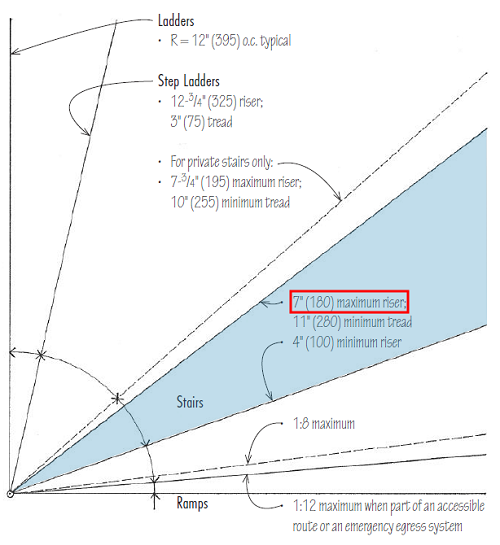 Ladders
• R = 12" (395) o.c. typical
Step Ladders
• 12-3/4" (325) riser;
3" (75) tread
• For private stairs only:
• 7-3/4" (195) maximum riser;
10" (255) minimum tread
• 7" (180) maximum riser;
11" (280) minimum tread
• 4" (100) minimum riser
Stairs
• 1:8 maximum
Ramps
• 1:12 maximum when part of an accessible
route or an emergency egress system